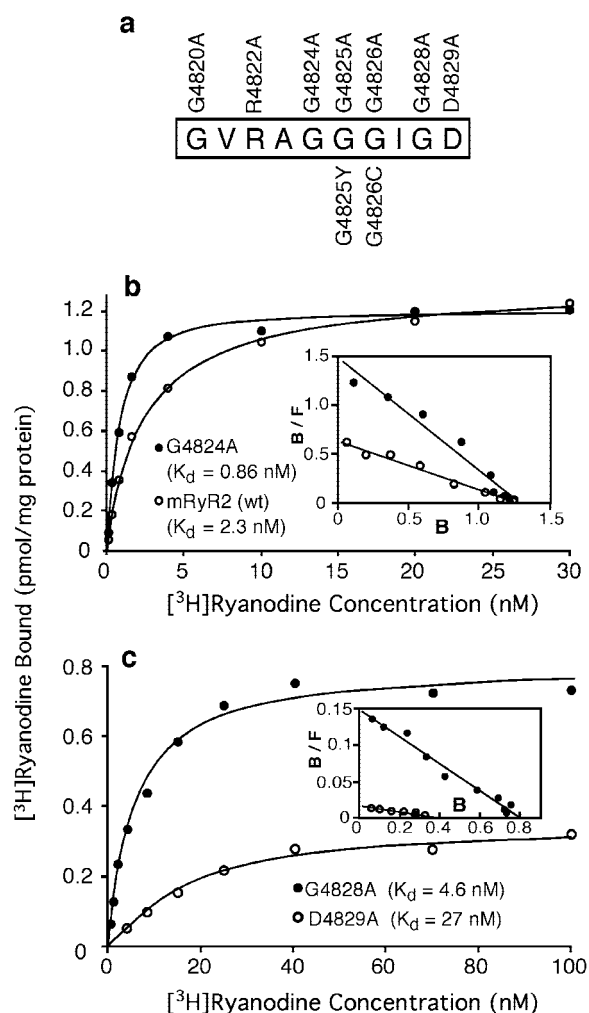 a
G4820A R4822A G4824A G4825A G4826A G4828A D4829A
G V R A G G G I G D
G4825Y G4826C
[³H]Ryanodine Bound (pmol/mg protein)
b
1.2
1.0
0.8
0.6
0.4
0.2
0
G4824A
(Kd = 0.86 nM)
mRyR2 (wt)
(Kd = 2.3 nM)
B / F
1.5
1.0
0.5
0
0 0.5 1.0 1.5
B
0 5 10 15 20 25 30
[³H]Ryanodine Concentration (nM)
c
0.8
0.6
0.4
0.2
0
B / F
0.15
0.1
0.05
0
B
0 0.2 0.4 0.6 0.8
G4828A (Kd = 4.6 nM)
D4829A (Kd = 27 nM)
0 20 40 60 80 100
[³H]Ryanodine Concentration (nM)